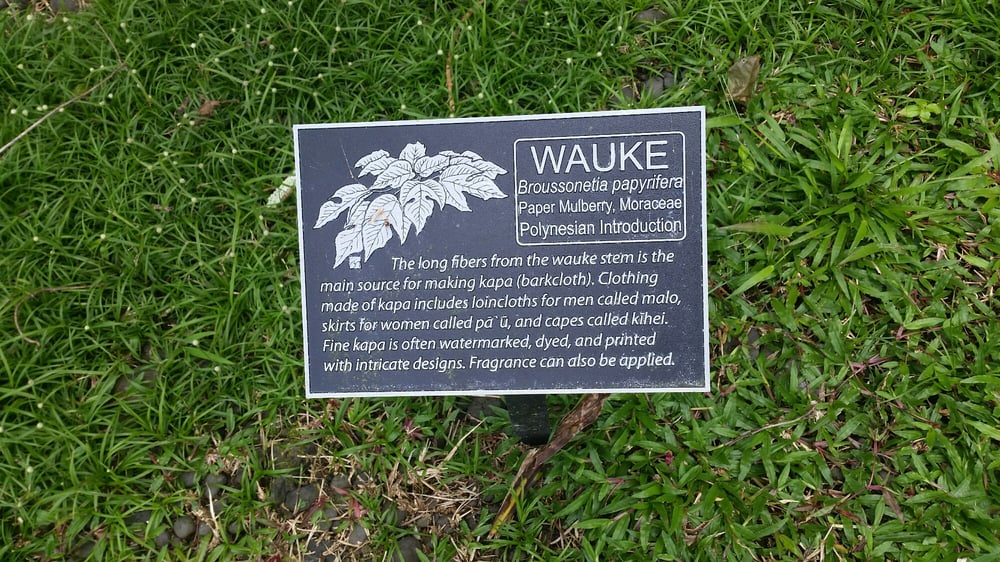 WAUKE
Broussonetia papyrifera
Paper Mulberry, Moraceae
Polynesian Introduction
The long fibers from the wauke stem is the
main source for making kapa (barkcloth). Clothing
made of kapa includes loincloths for men called malo,
skirts for women called pā`ū, and capes called kīhei.
Fine kapa is often watermarked, dyed, and printed
with intricate designs. Fragrance can also be applied.